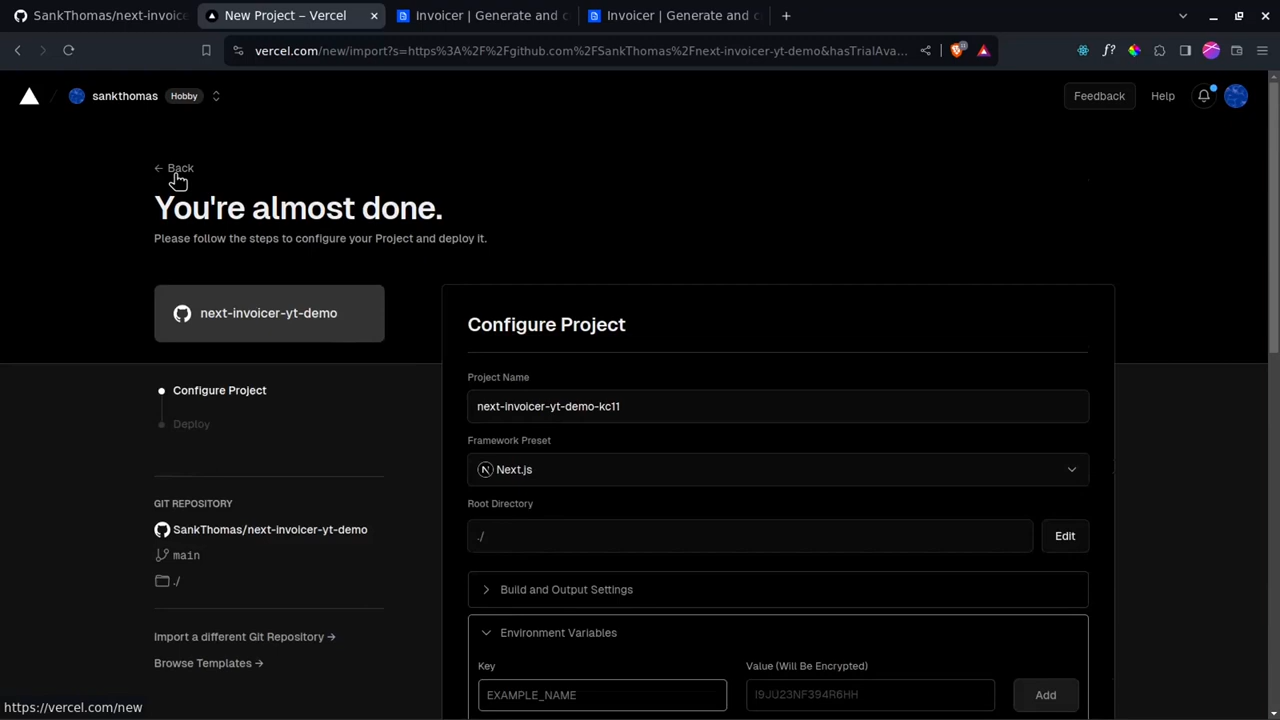 SankThomas/next-invoice
New Project – Vercel
Invoicer | Generate and c
Invoicer | Generate and c
vercel.com/new/import?s=https%3A%2F%2Fgithub.com%2FSankThomas%2Fnext-invoicer-yt-demo&hasTrialAva...
sankthomas
Hobby
Feedback
Help
← Back
You're almost done.
Please follow the steps to configure your Project and deploy it.
next-invoicer-yt-demo
Configure Project
Deploy
GIT REPOSITORY
SankThomas/next-invoicer-yt-demo
main
./
Import a different Git Repository →
Browse Templates →
Configure Project
Project Name
next-invoicer-yt-demo-kc11
Framework Preset
Next.js
Root Directory
./
Edit
Build and Output Settings
Environment Variables
Key
Value (Will Be Encrypted)
EXAMPLE_NAME
I9JU23NF394R6HH
Add
https://vercel.com/new